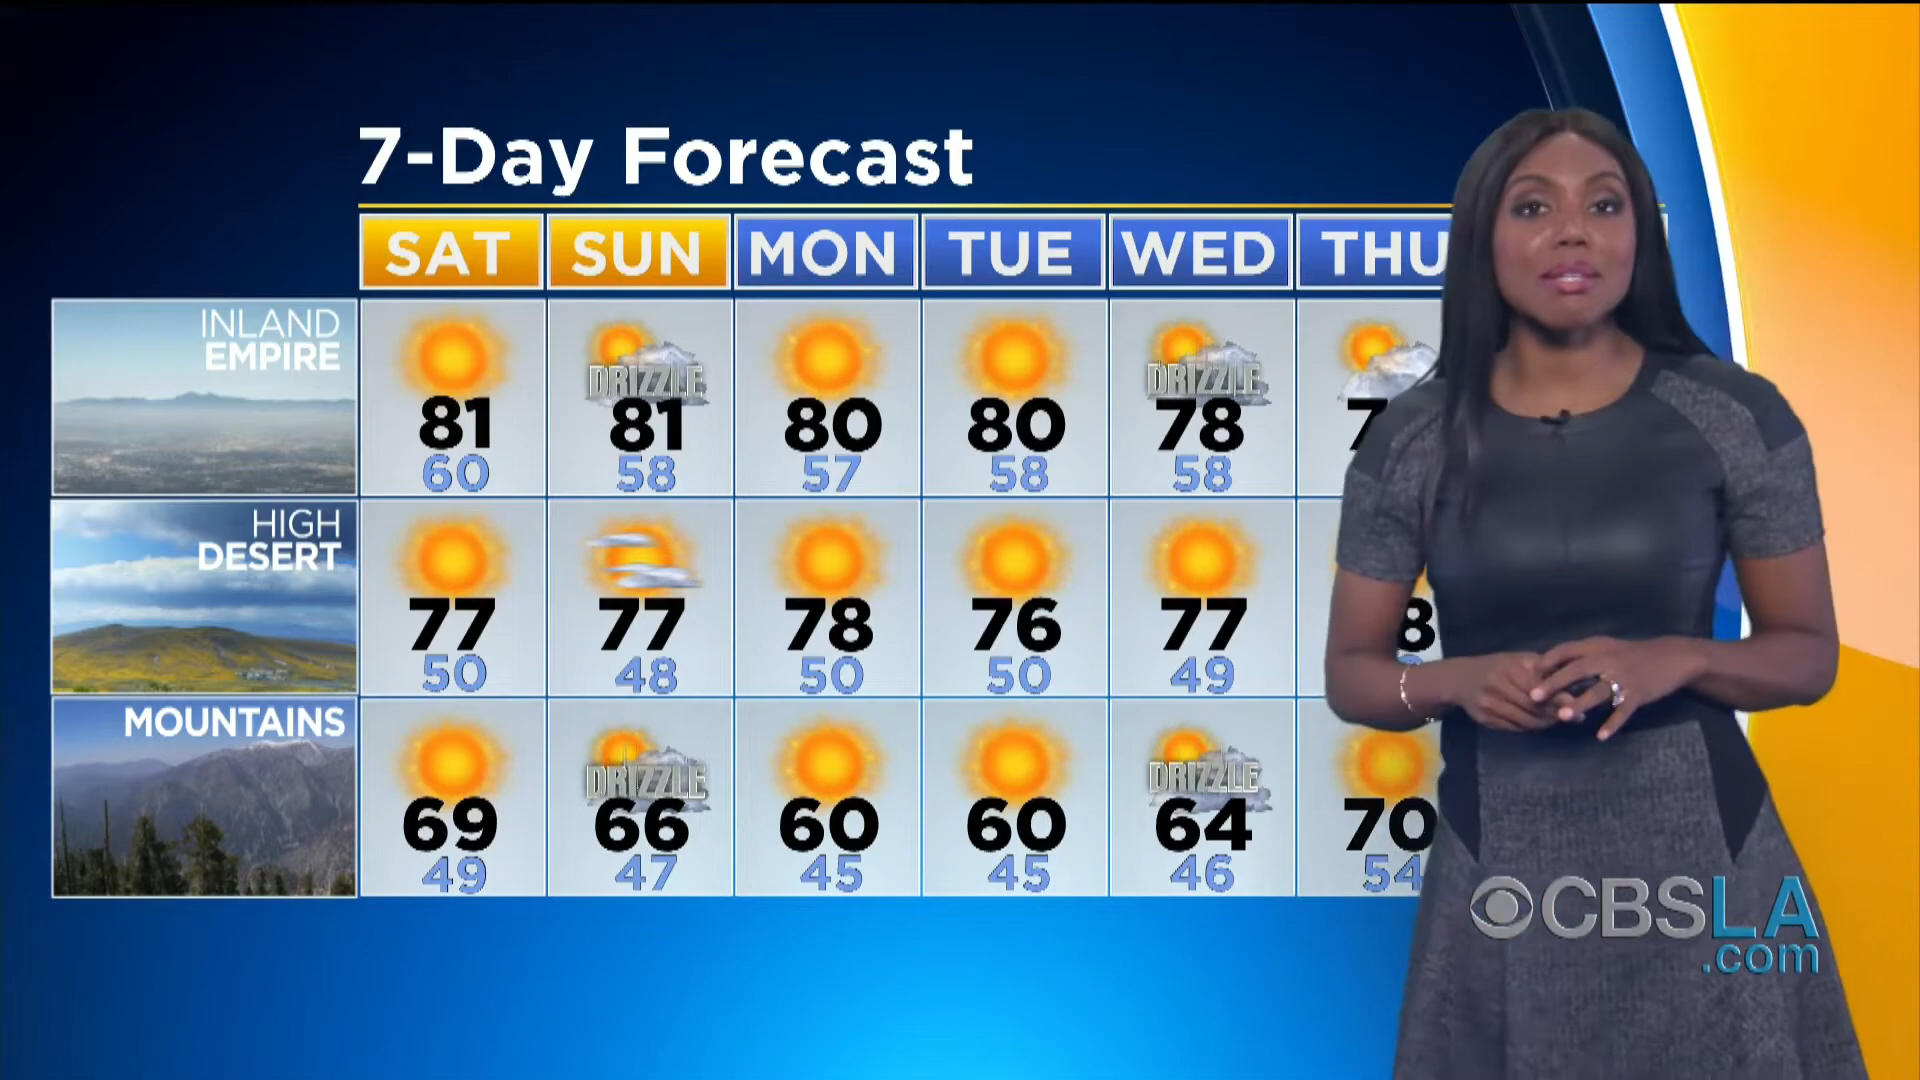 7-Day Forecast
SAT SUN MON TUE WED THU
INLAND
EMPIRE
DRIZZLE DRIZZLE
81 81 80 80 78 7
60 58 57 58 58
HIGH
DESERT
77 77 78 76 77 8
50 48 50 50 49
MOUNTAINS
DRIZZLE DRIZZLE
69 66 60 60 64 70
49 47 45 45 46 54
CBSLA
.com